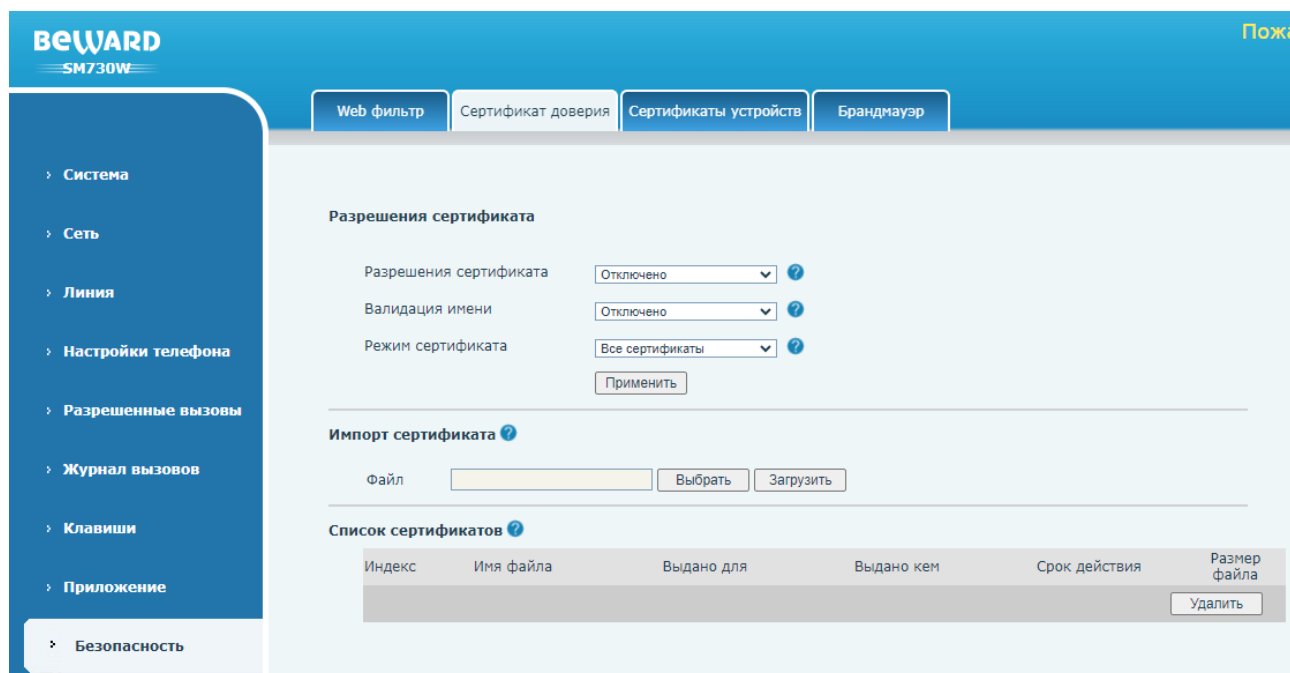 BEWARD
SM730W
Пожа
Web фильтр
Сертификат доверия
Сертификаты устройств
Брандмауэр
Система
Сеть
Линия
Настройки телефона
Разрешенные вызовы
Журнал вызовов
Клавиши
Приложение
Безопасность
Разрешения сертификата
Разрешения сертификата Отключено ?
Валидация имени Отключено ?
Режим сертификата Все сертификаты ?
Применить
Импорт сертификата ?
Файл Выбрать Загрузить
Список сертификатов ?
Индекс Имя файла Выдано для Выдано кем Срок действия Размер файла
Удалить